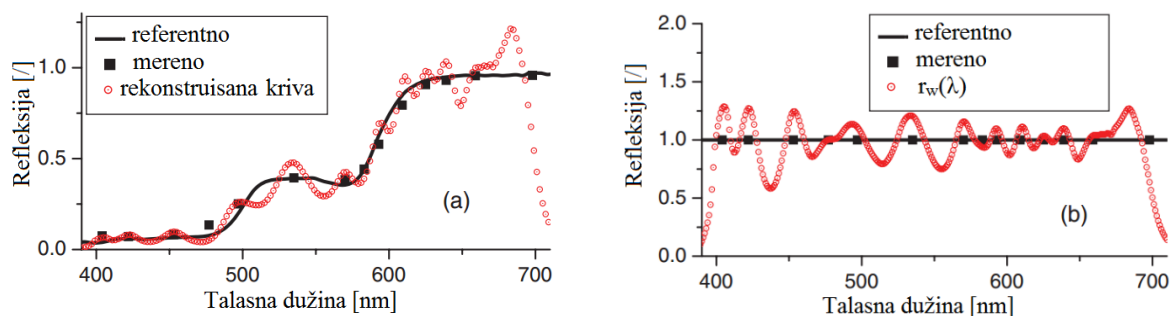 referentno
mereno
rekonstruisana kriva
Refleksija [/]
1.0
0.5
0.0
400 500 600 700
Talasna dužina [nm]
(a)
referentno
mereno
r_w(λ)
Refleksija [/]
2.0
1.5
1.0
0.5
0.0
400 500 600 700
Talasna dužina [nm]
(b)